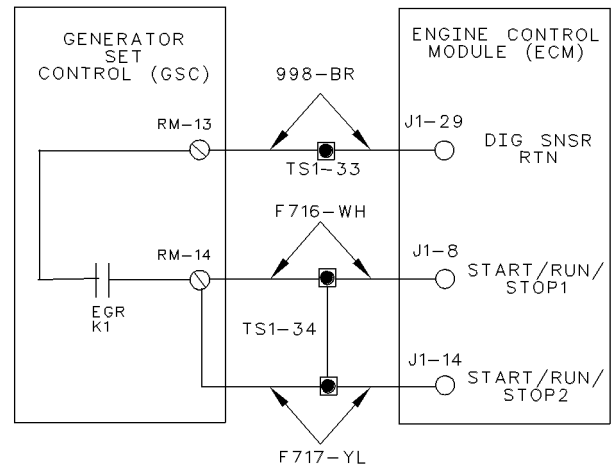 GENERATOR
SET
CONTROL (GSC)
ENGINE CONTROL
MODULE (ECM)
998-BR
RM-13
J1-29
DIG SNSR
RTN
TS1-33
F716-WH
RM-14
J1-8
START/RUN/
STOP1
EGR
K1
TS1-34
J1-14
START/RUN/
STOP2
F717-YL